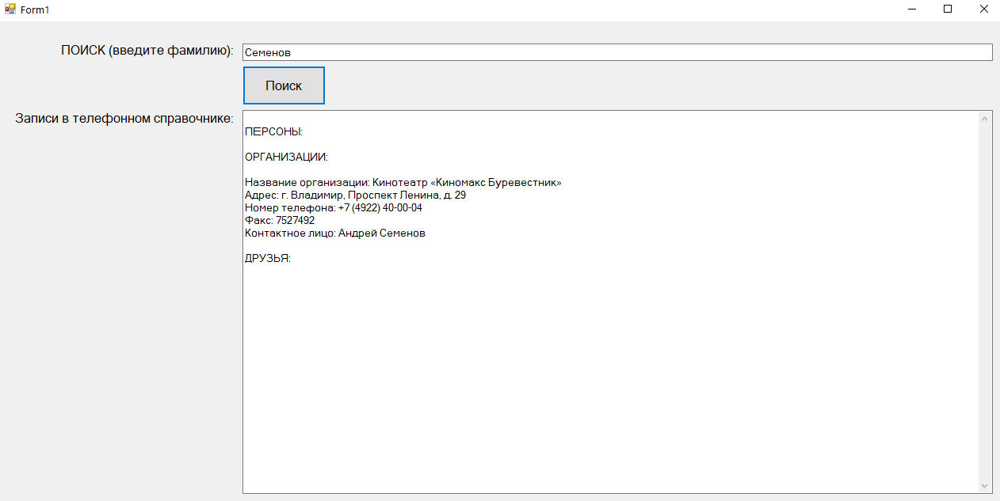 Form1
ПОИСК (введите фамилию):
Семенов
Поиск
Записи в телефонном справочнике:
ПЕРСОНЫ:
ОРГАНИЗАЦИИ:
Название организации: Кинотеатр «Киномакс Буревестник»
Адрес: г. Владимир, Проспект Ленина, д. 29
Номер телефона: +7 (4922) 40-00-04
Факс: 7527492
Контактное лицо: Андрей Семенов
ДРУЗЬЯ: